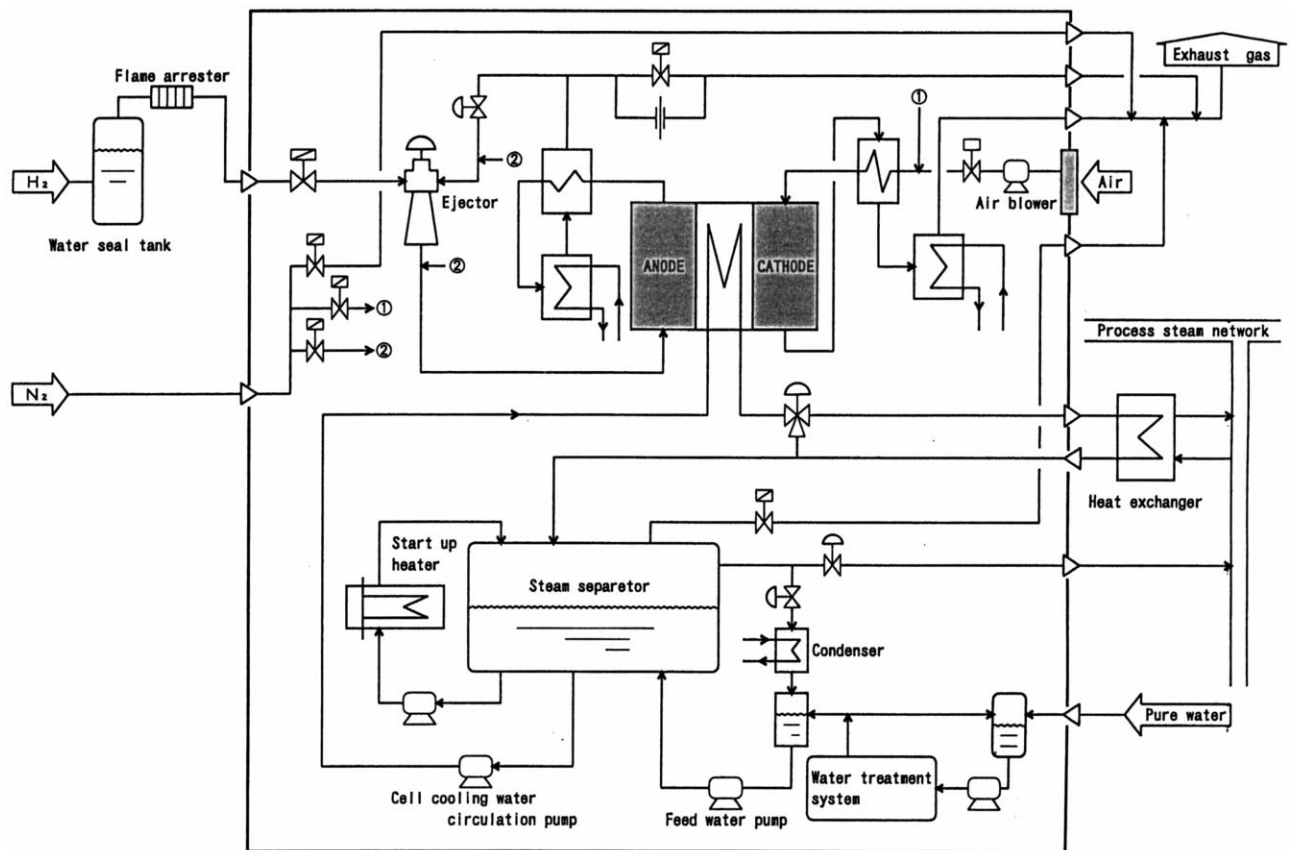 Exhaust gas
Flame arrester
①
②
H₂
Ejector
Air blower
Air
Water seal tank
ANODE
CATHODE
②
①
②
N₂
Process steam network
Heat exchanger
Start up
heater
Steam separetor
Condenser
Pure water
Water treatment
system
Cell cooling water
circulation pump
Feed water pump